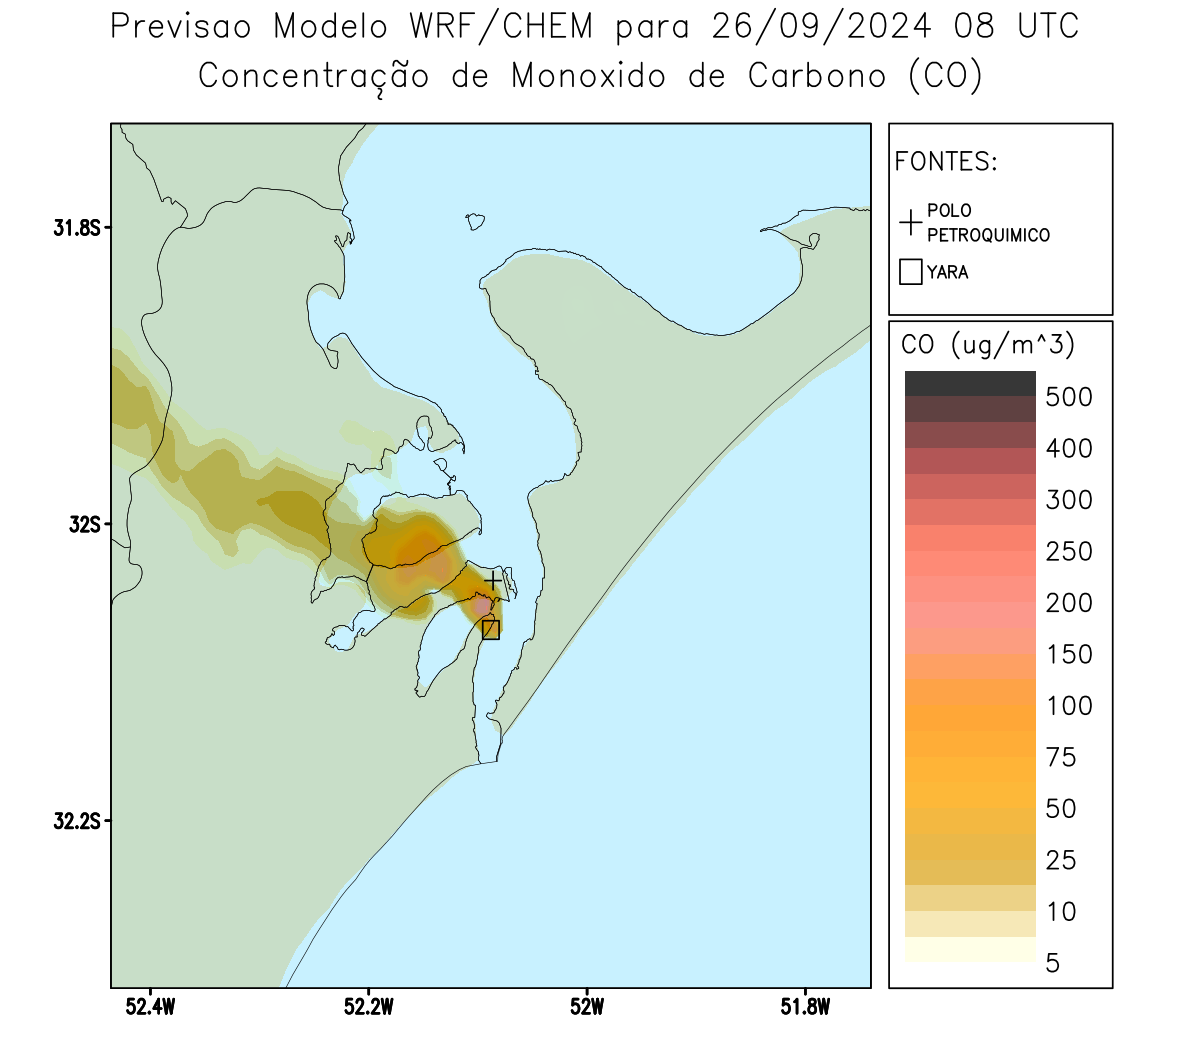 Previsao Modelo WRF/CHEM para 26/09/2024 08 UTC
Concentração de Monoxido de Carbono (CO)
FONTES:
POLO
PETROQUIMICO
YARA
CO (ug/m^3)
500
400
300
250
200
150
100
75
50
25
10
5
31.8S
32S
32.2S
52.4W
52.2W
52W
51.8W